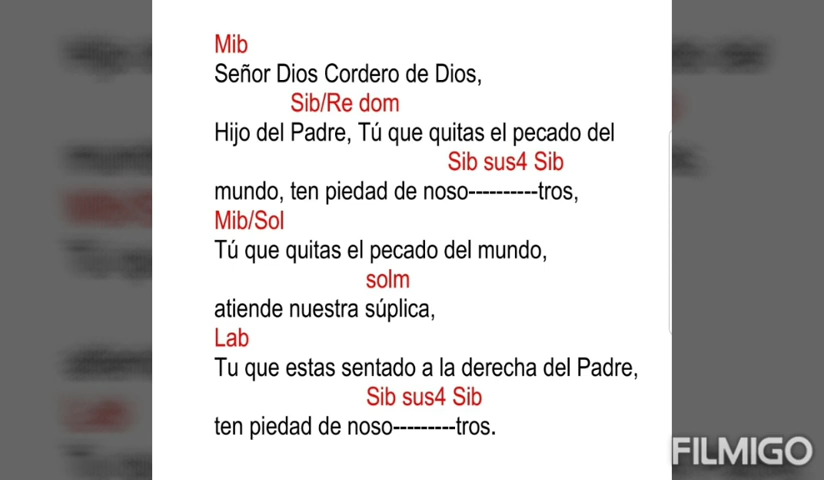 Mib
Señor Dios Cordero de Dios,
Sib/Re dom
Hijo del Padre, Tú que quitas el pecado del
Sib sus4 Sib
mundo, ten piedad de noso----------tros,
Mib/Sol
Tú que quitas el pecado del mundo,
solm
atiende nuestra súplica,
Lab
Tu que estas sentado a la derecha del Padre,
Sib sus4 Sib
ten piedad de noso---------tros.
FILMIGO